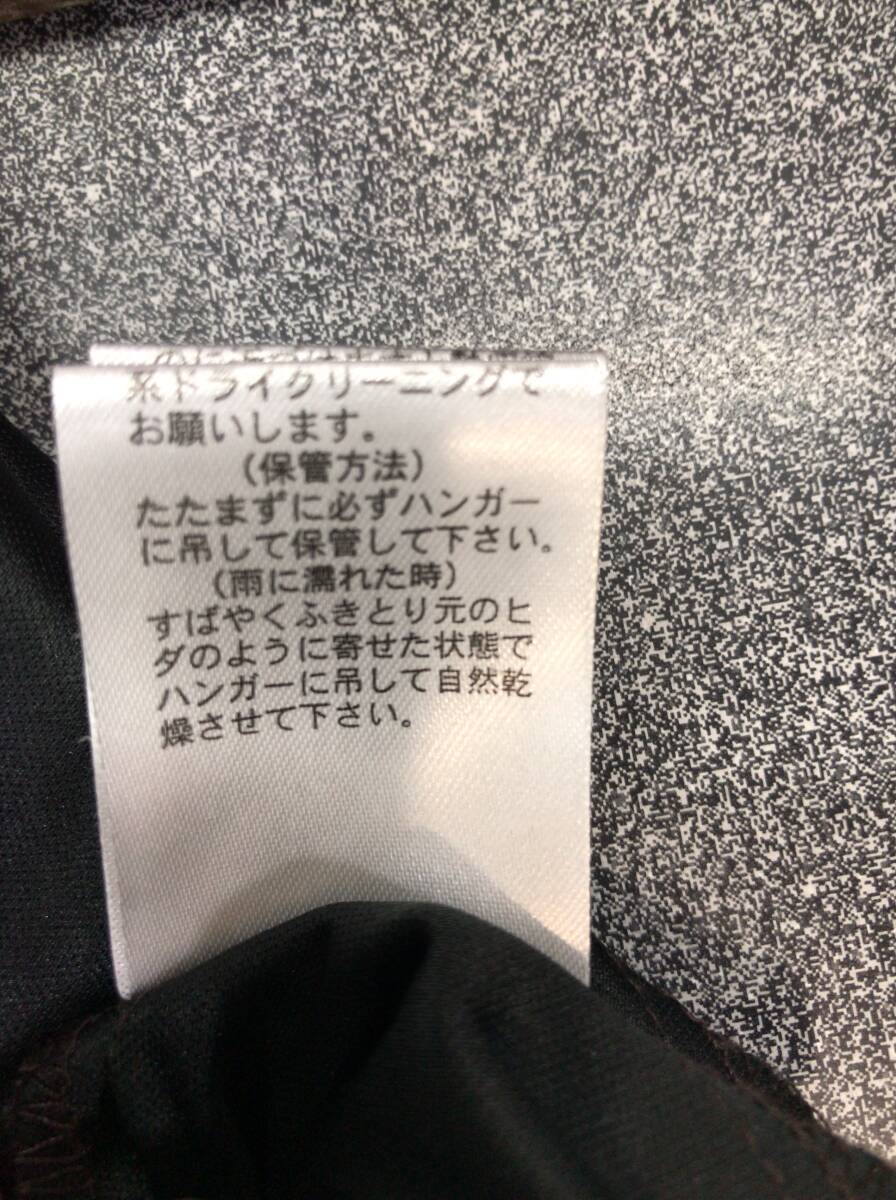 系ドライクリーニングで
お願いします。
（保管方法）
たたまずに必ずハンガー
に吊して保管して下さい。
（雨に濡れた時）
すばやくふきとり元のヒ
ダのように寄せた状態で
ハンガーに吊して自然乾
燥させて下さい。